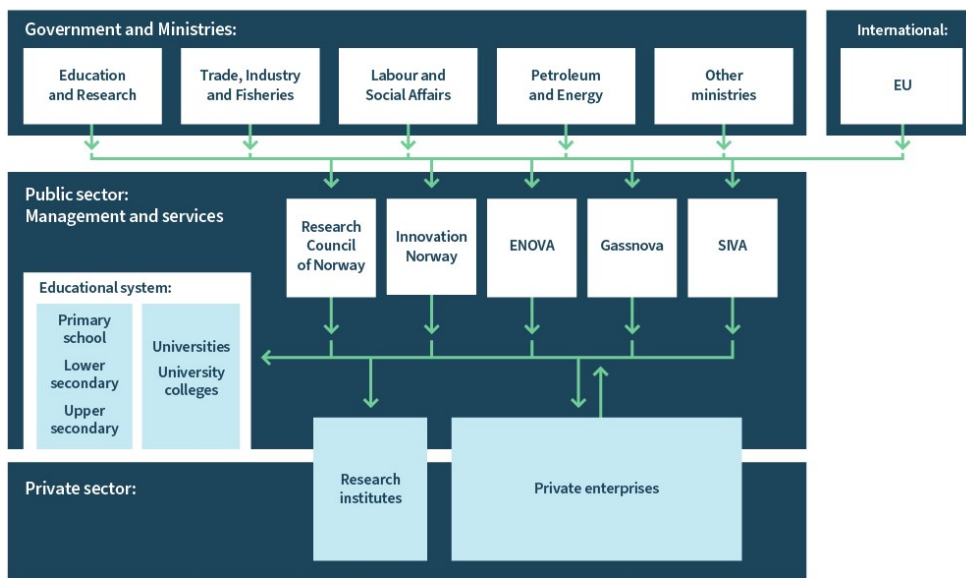 Government and Ministries:
International:
Education
and Research
Trade, Industry
and Fisheries
Labour and
Social Affairs
Petroleum
and Energy
Other
ministries
EU
Public sector:
Management and services
Research
Council
of Norway
Innovation
Norway
ENOVA
Gassnova
SIVA
Educational system:
Primary
school
Lower
secondary
Upper
secondary
Universities
University
colleges
Research
institutes
Private enterprises
Private sector: